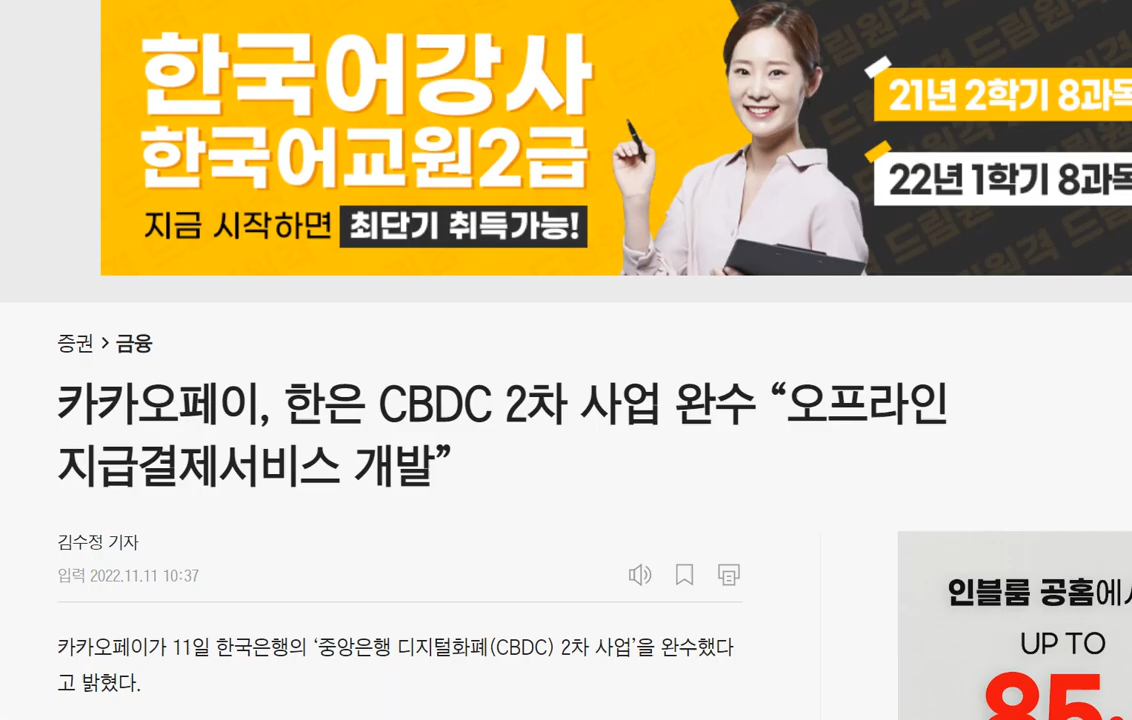 한국어강사
한국어교원2급
지금 시작하면 최단기 취득가능!
21년 2학기 8과목
22년 1학기 8과목
드림원격
증권 > 금융
카카오페이, 한은 CBDC 2차 사업 완수 “오프라인
지급결제서비스 개발”
김수정 기자
입력 2022.11.11 10:37
카카오페이가 11일 한국은행의 ‘중앙은행 디지털화폐(CBDC) 2차 사업’을 완수했다
고 밝혔다.
인블룸 공홈에서
UP TO
85